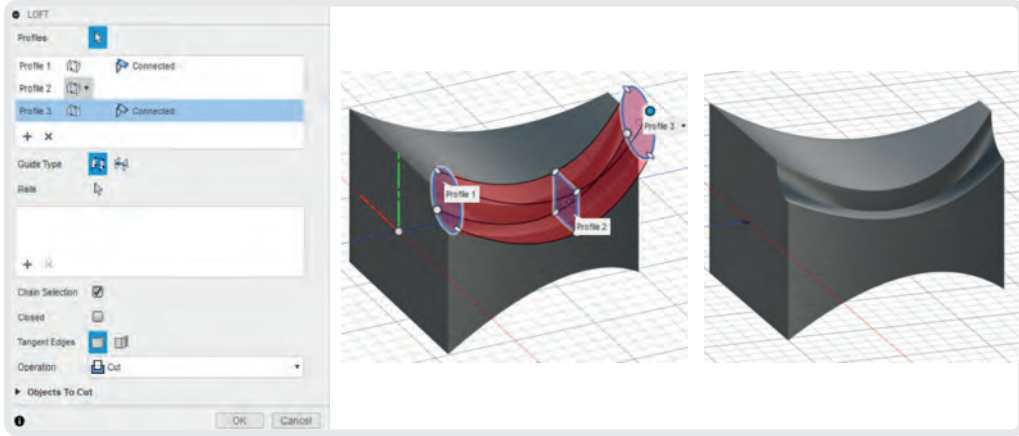 LOFT
Profiles
Profile 1 Connected
Profile 2
Profile 3 Connected
+ ×
Guide Type
Rails
+ ×
Chain Selection
Closed
Tangent Edges
Operation Cut
Objects To Cut
OK Cancel
Profile 1
Profile 2
Profile 3